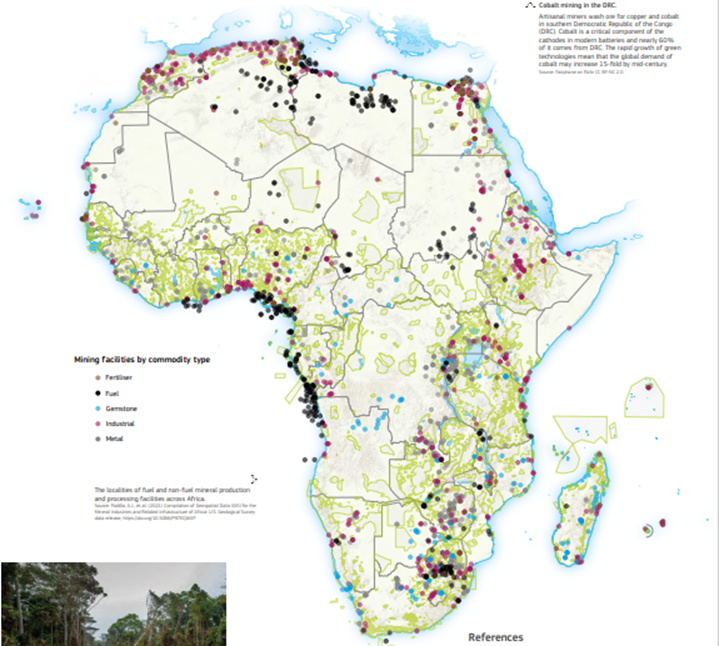 Cobalt mining in the DRC.
Artisanal miners wash ore for copper and cobalt
in southern Democratic Republic of the Congo
(DRC). Cobalt is a critical component of the
cathodes in modern batteries and nearly 60%
of it comes from DRC. The rapid growth of green
technologies mean that the global demand of
cobalt may increase 15-fold by mid-century.
Mining facilities by commodity type
Fertiliser
Fuel
Gemstone
Industrial
Metal
The localities of fuel and non-fuel mineral production
and processing facilities across Africa.
References